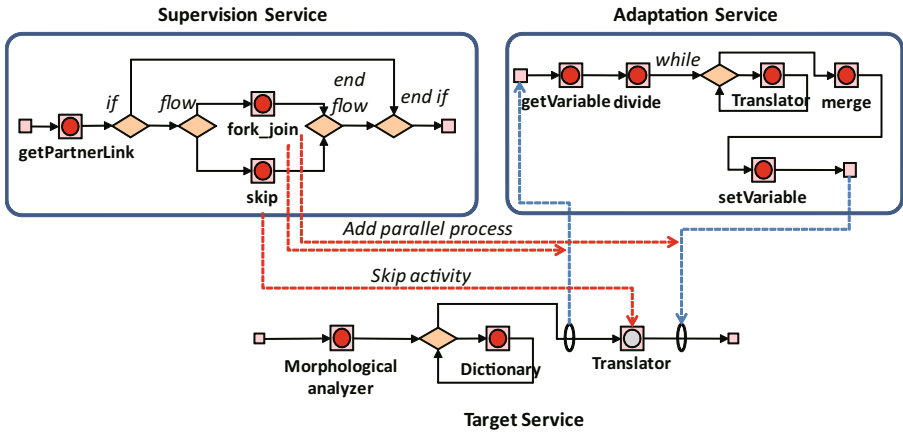 Supervision Service
if
flow
end
flow
end if
getPartnerLink
fork_join
skip
Adaptation Service
while
getVariable
divide
Translator
merge
setVariable
Add parallel process
Skip activity
Morphological
analyzer
Dictionary
Translator
Target Service